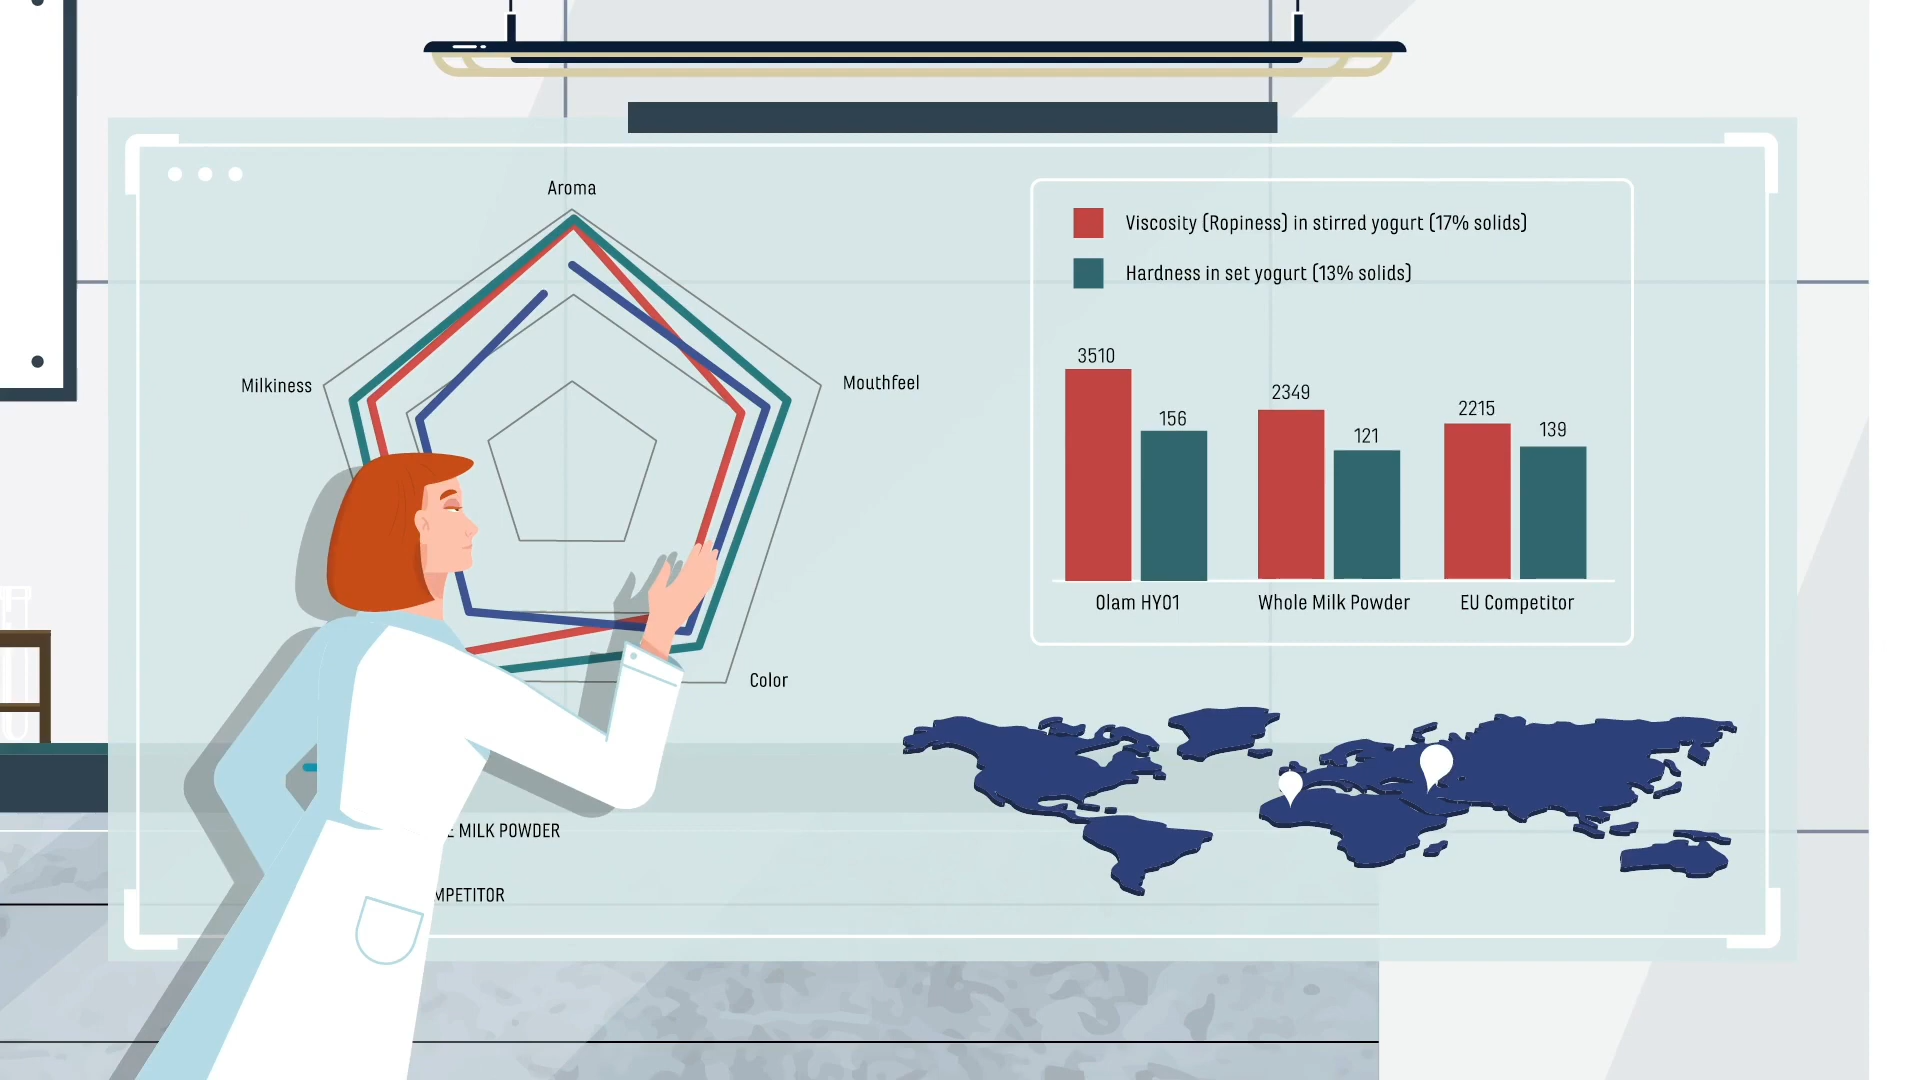 Aroma
Milkiness
Mouthfeel
Color
MILK POWDER
Viscosity (Ropiness) in stirred yogurt (17% solids)
Hardness in set yogurt (13% solids)
3510
156
2349
121
2215
139
Olam HY01
Whole Milk Powder
EU Competitor